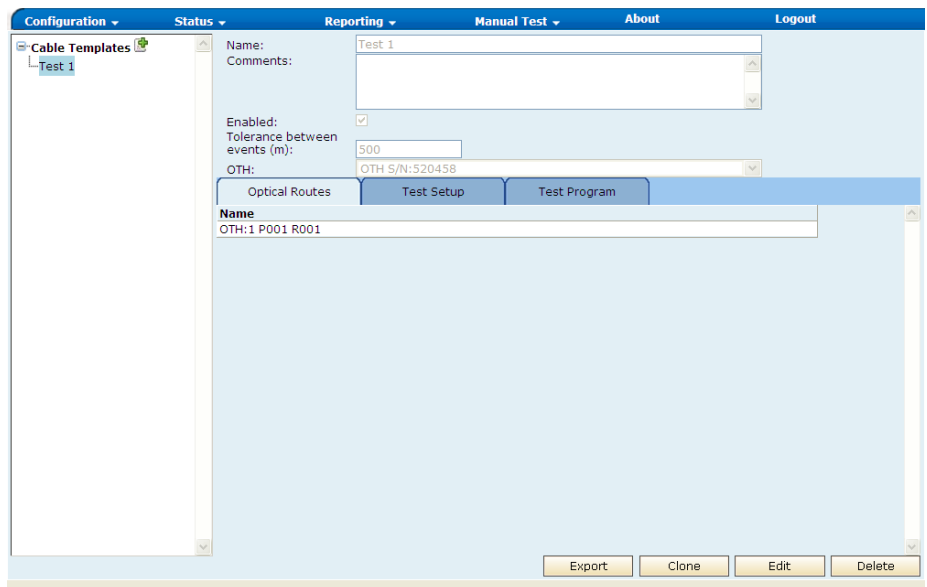 Configuration Status Reporting Manual Test About Logout
Cable Templates
Test 1
Name: Test 1
Comments:
Enabled:
Tolerance between
events (m): 500
OTH: OTH S/N:520458
Optical Routes Test Setup Test Program
Name
OTH:1 P001 R001
Export Clone Edit Delete